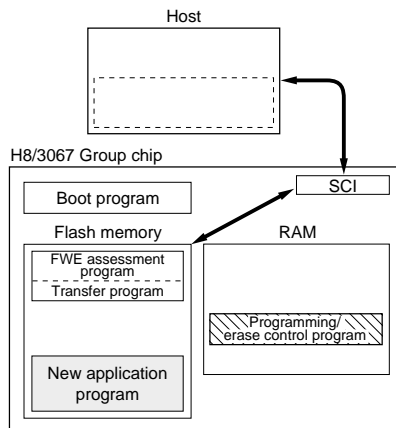 Host
H8/3067 Group chip
SCI
Boot program
Flash memory
RAM
FWE assessment
program
Transfer program
Programming/
erase control program
New application
program